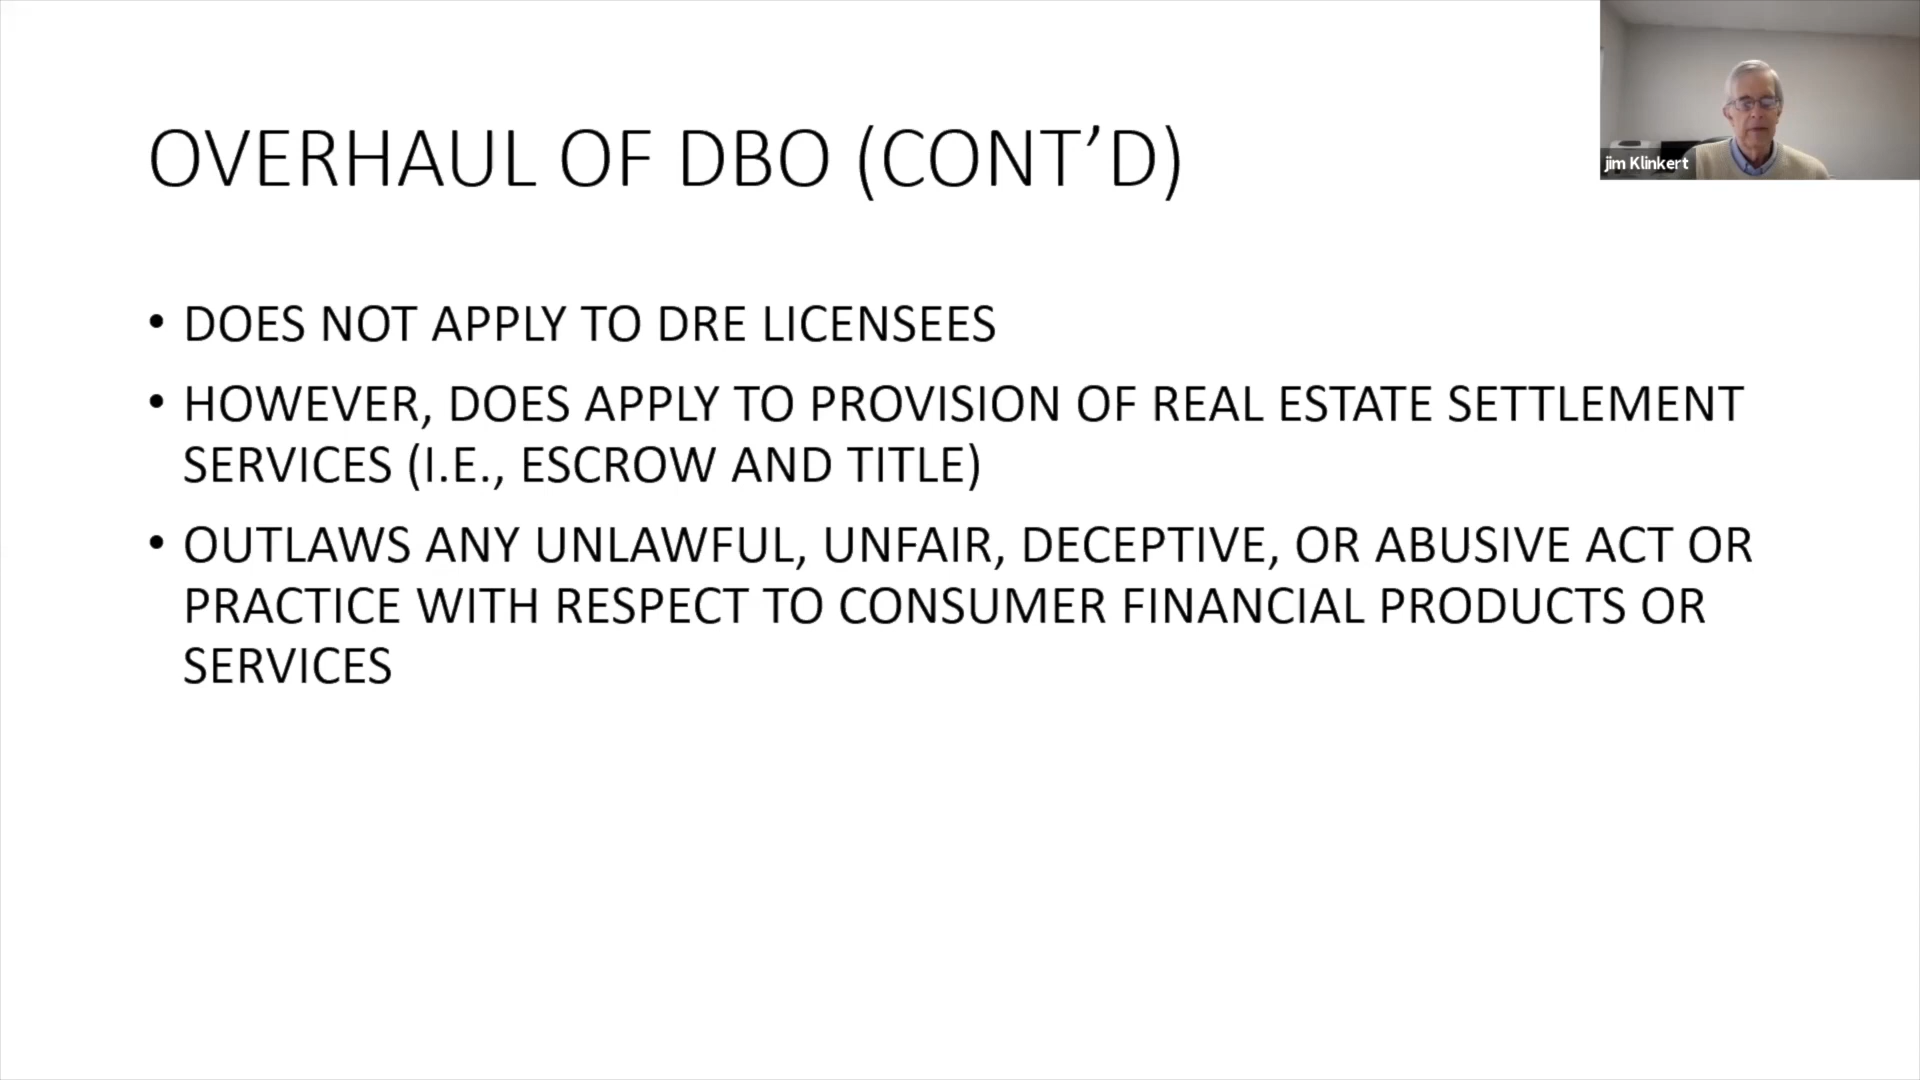 OVERHAUL OF DBO (CONT’D)
jim Klinkert
• DOES NOT APPLY TO DRE LICENSEES
• HOWEVER, DOES APPLY TO PROVISION OF REAL ESTATE SETTLEMENT
SERVICES (I.E., ESCROW AND TITLE)
• OUTLAWS ANY UNLAWFUL, UNFAIR, DECEPTIVE, OR ABUSIVE ACT OR
PRACTICE WITH RESPECT TO CONSUMER FINANCIAL PRODUCTS OR
SERVICES